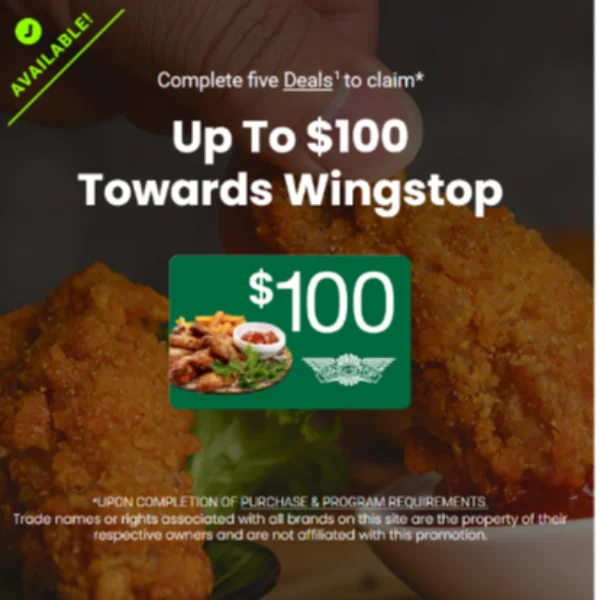 J
AVAILABLE!
Complete five Deals¹ to claim*
Up To $100
Towards Wingstop
$100
WINGSTOP
*UPON COMPLETION OF PURCHASE & PROGRAM REQUIREMENTS.
Trade names or rights associated with all brands on this site are the property of their
respective owners and are not affiliated with this promotion.